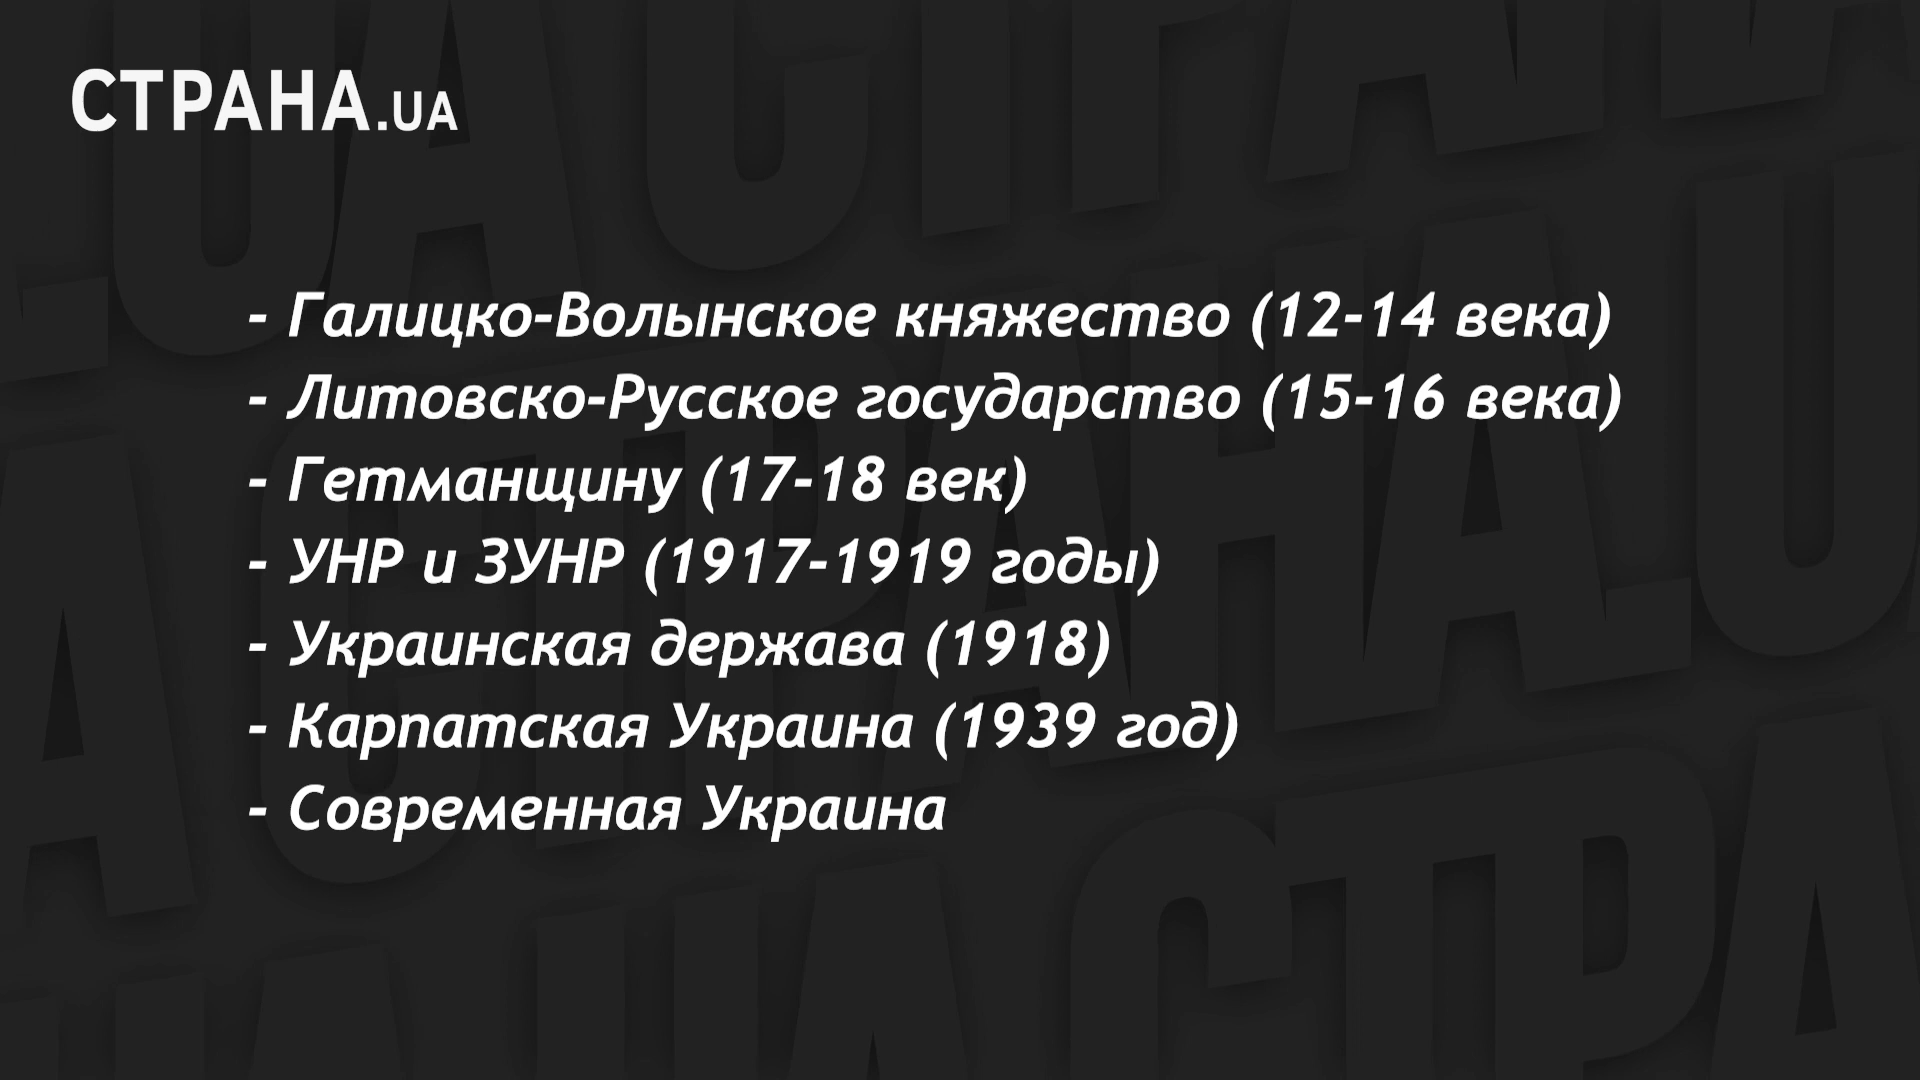 СТРАНА.UA
- Галицко-Волынское княжество (12-14 века)
- Литовско-Русское государство (15-16 века)
- Гетманщину (17-18 век)
- УНР и ЗУНР (1917-1919 годы)
- Украинская держава (1918)
- Карпатская Украина (1939 год)
- Современная Украина